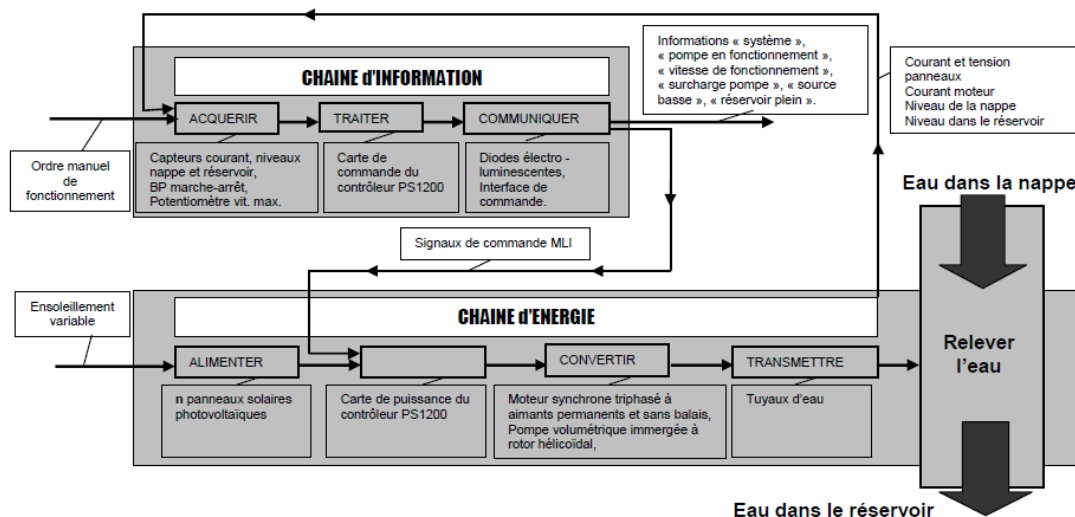 Informations « système »,
« pompe en fonctionnement »,
« vitesse de fonctionnement »,
« surcharge pompe », « source
basse », « réservoir plein ».
Courant et tension
panneaux
Courant moteur
Niveau de la nappe
Niveau dans le réservoir
CHAINE d'INFORMATION
ACQUERIR
TRAITER
COMMUNIQUER
Ordre manuel
de
fonctionnement
Capteurs courant, niveaux
nappe et réservoir,
BP marche-arrêt,
Potentiomètre vit. max.
Carte de
commande du
contrôleur PS1200
Diodes électro -
luminescentes,
Interface de
commande.
Eau dans la nappe
Signaux de commande MLI
Ensoleillement
variable
CHAINE d'ENERGIE
ALIMENTER
CONVERTIR
TRANSMETTRE
Relever
l'eau
n panneaux solaires
photovoltaïques
Carte de puissance du
contrôleur PS1200
Moteur synchrone triphasé à
aimants permanents et sans balais,
Pompe volumétrique immergée à
rotor hélicoïdal,
Tuyaux d'eau
Eau dans le réservoir